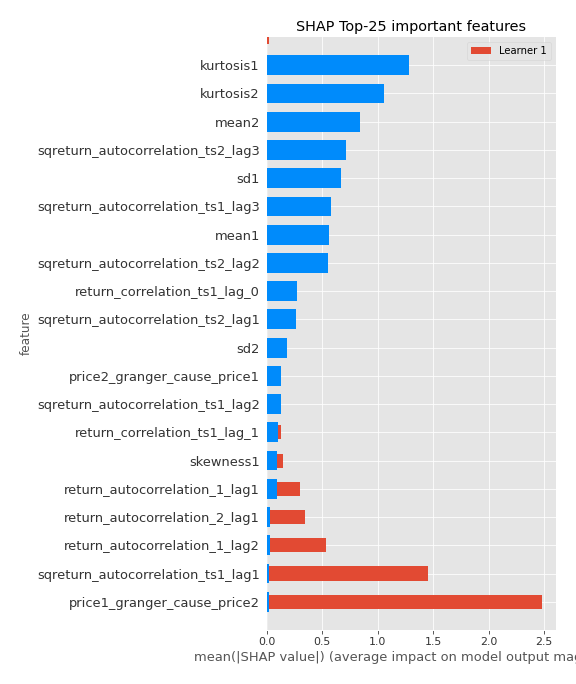 SHAP Top-25 important features
Learner 1
kurtosis1
kurtosis2
mean2
sqreturn_autocorrelation_ts2_lag3
sd1
sqreturn_autocorrelation_ts1_lag3
mean1
sqreturn_autocorrelation_ts2_lag2
return_correlation_ts1_lag_0
sqreturn_autocorrelation_ts2_lag1
sd2
price2_granger_cause_price1
sqreturn_autocorrelation_ts1_lag2
return_correlation_ts1_lag_1
skewness1
return_autocorrelation_1_lag1
return_autocorrelation_2_lag1
return_autocorrelation_1_lag2
sqreturn_autocorrelation_ts1_lag1
price1_granger_cause_price2
feature
0.0 0.5 1.0 1.5 2.0 2.5
mean(|SHAP value|) (average impact on model output mag